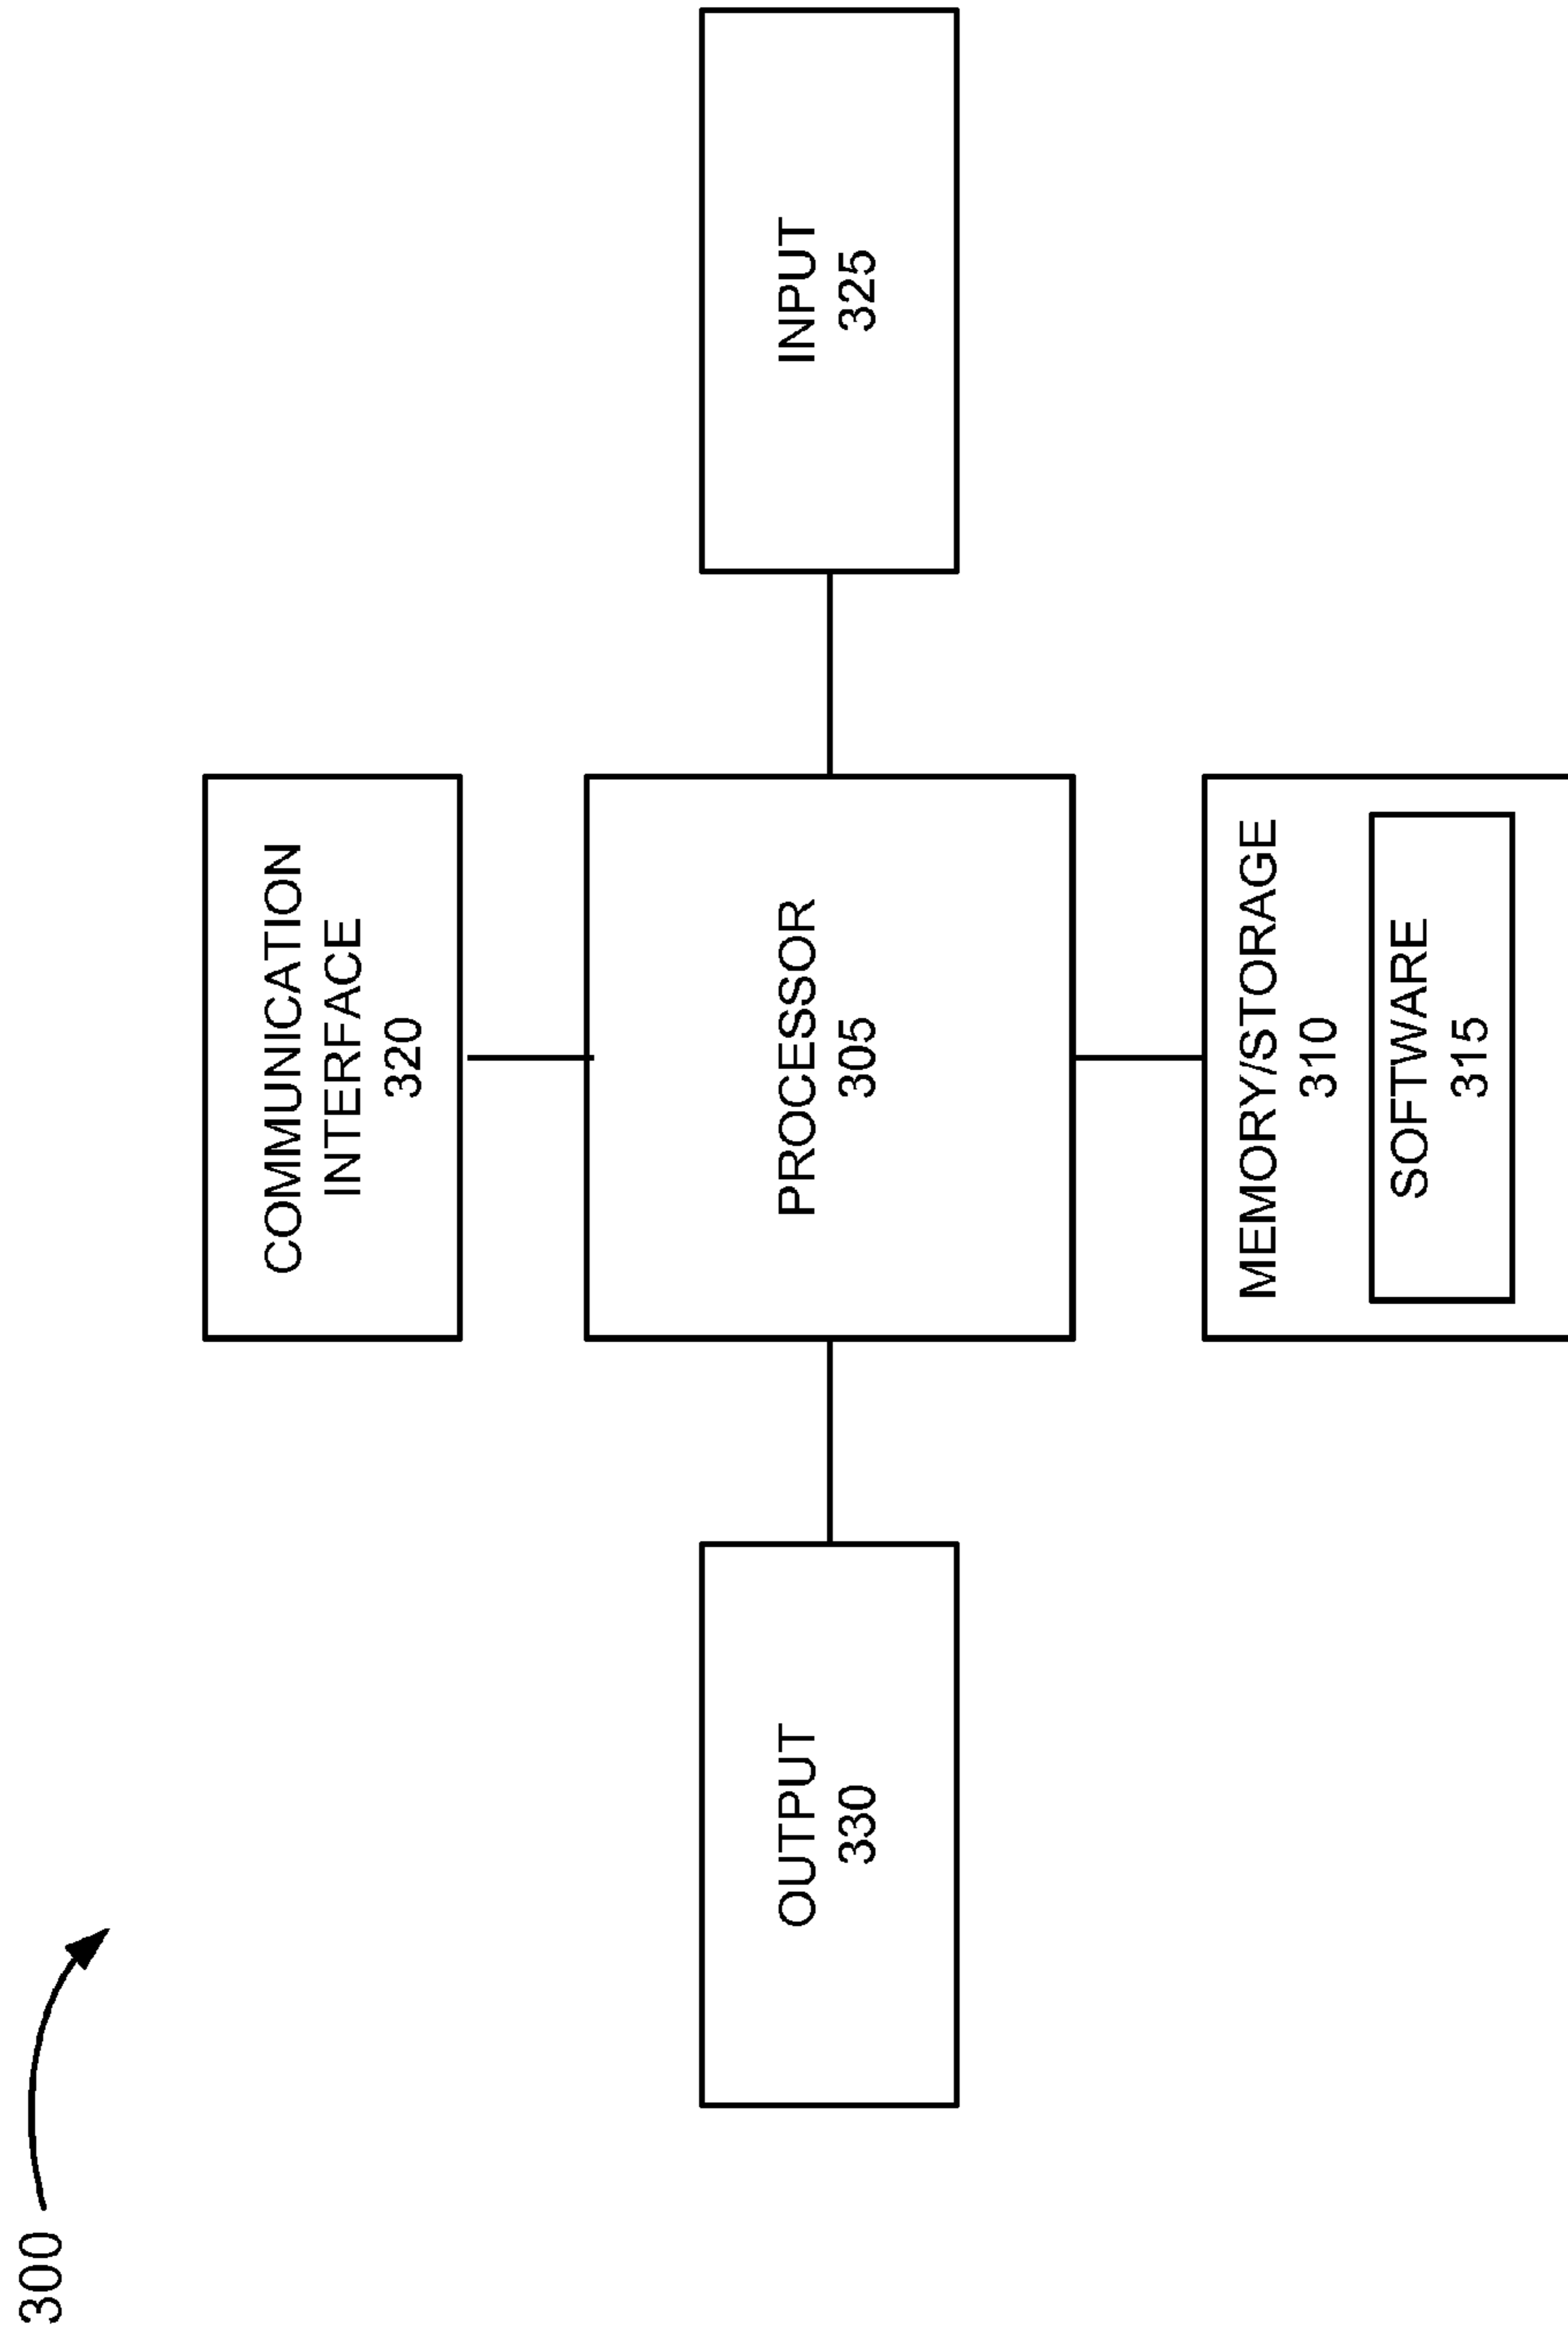 300
COMMUNICATION
INTERFACE
320
OUTPUT
330
PROCESSOR
305
INPUT
325
MEMORY/STORAGE
310
SOFTWARE
315